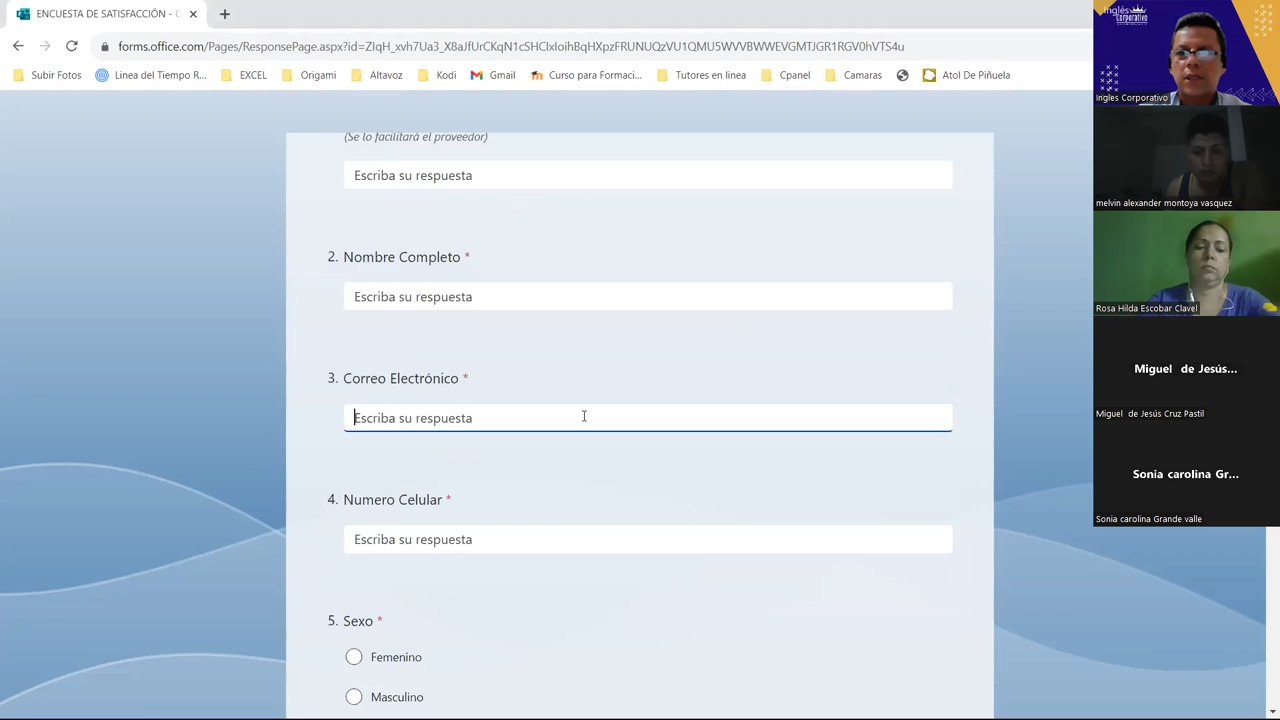 ENCUESTA DE SATISFACCIÓN - C
forms.office.com/Pages/ResponsePage.aspx?id=ZIqH_xvh7Ua3_X8aJfUrCKqN1cSHCIxIoIhBqHXpzFRUNUQzVU1QMU5WVVBWWEVGMTJGR1RGV0hVTS4u
Subir Fotos
Linea del Tiempo R...
EXCEL
Origami
Altavoz
Kodi
Gmail
Curso para Formaci...
Tutores en linea
Cpanel
Camaras
Atol De Piñuela
(Se lo facilitará el proveedor)
Escriba su respuesta
2. Nombre Completo *
Escriba su respuesta
3. Correo Electrónico *
Escriba su respuesta
4. Numero Celular *
Escriba su respuesta
5. Sexo *
Femenino
Masculino
Inglés
Corporativo
Ingles Corporativo
melvin alexander montoya vasquez
Rosa Hilda Escobar Clavel
Miguel de Jesús...
Miguel de Jesús Cruz Pastil
Sonia carolina Gr...
Sonia carolina Grande valle